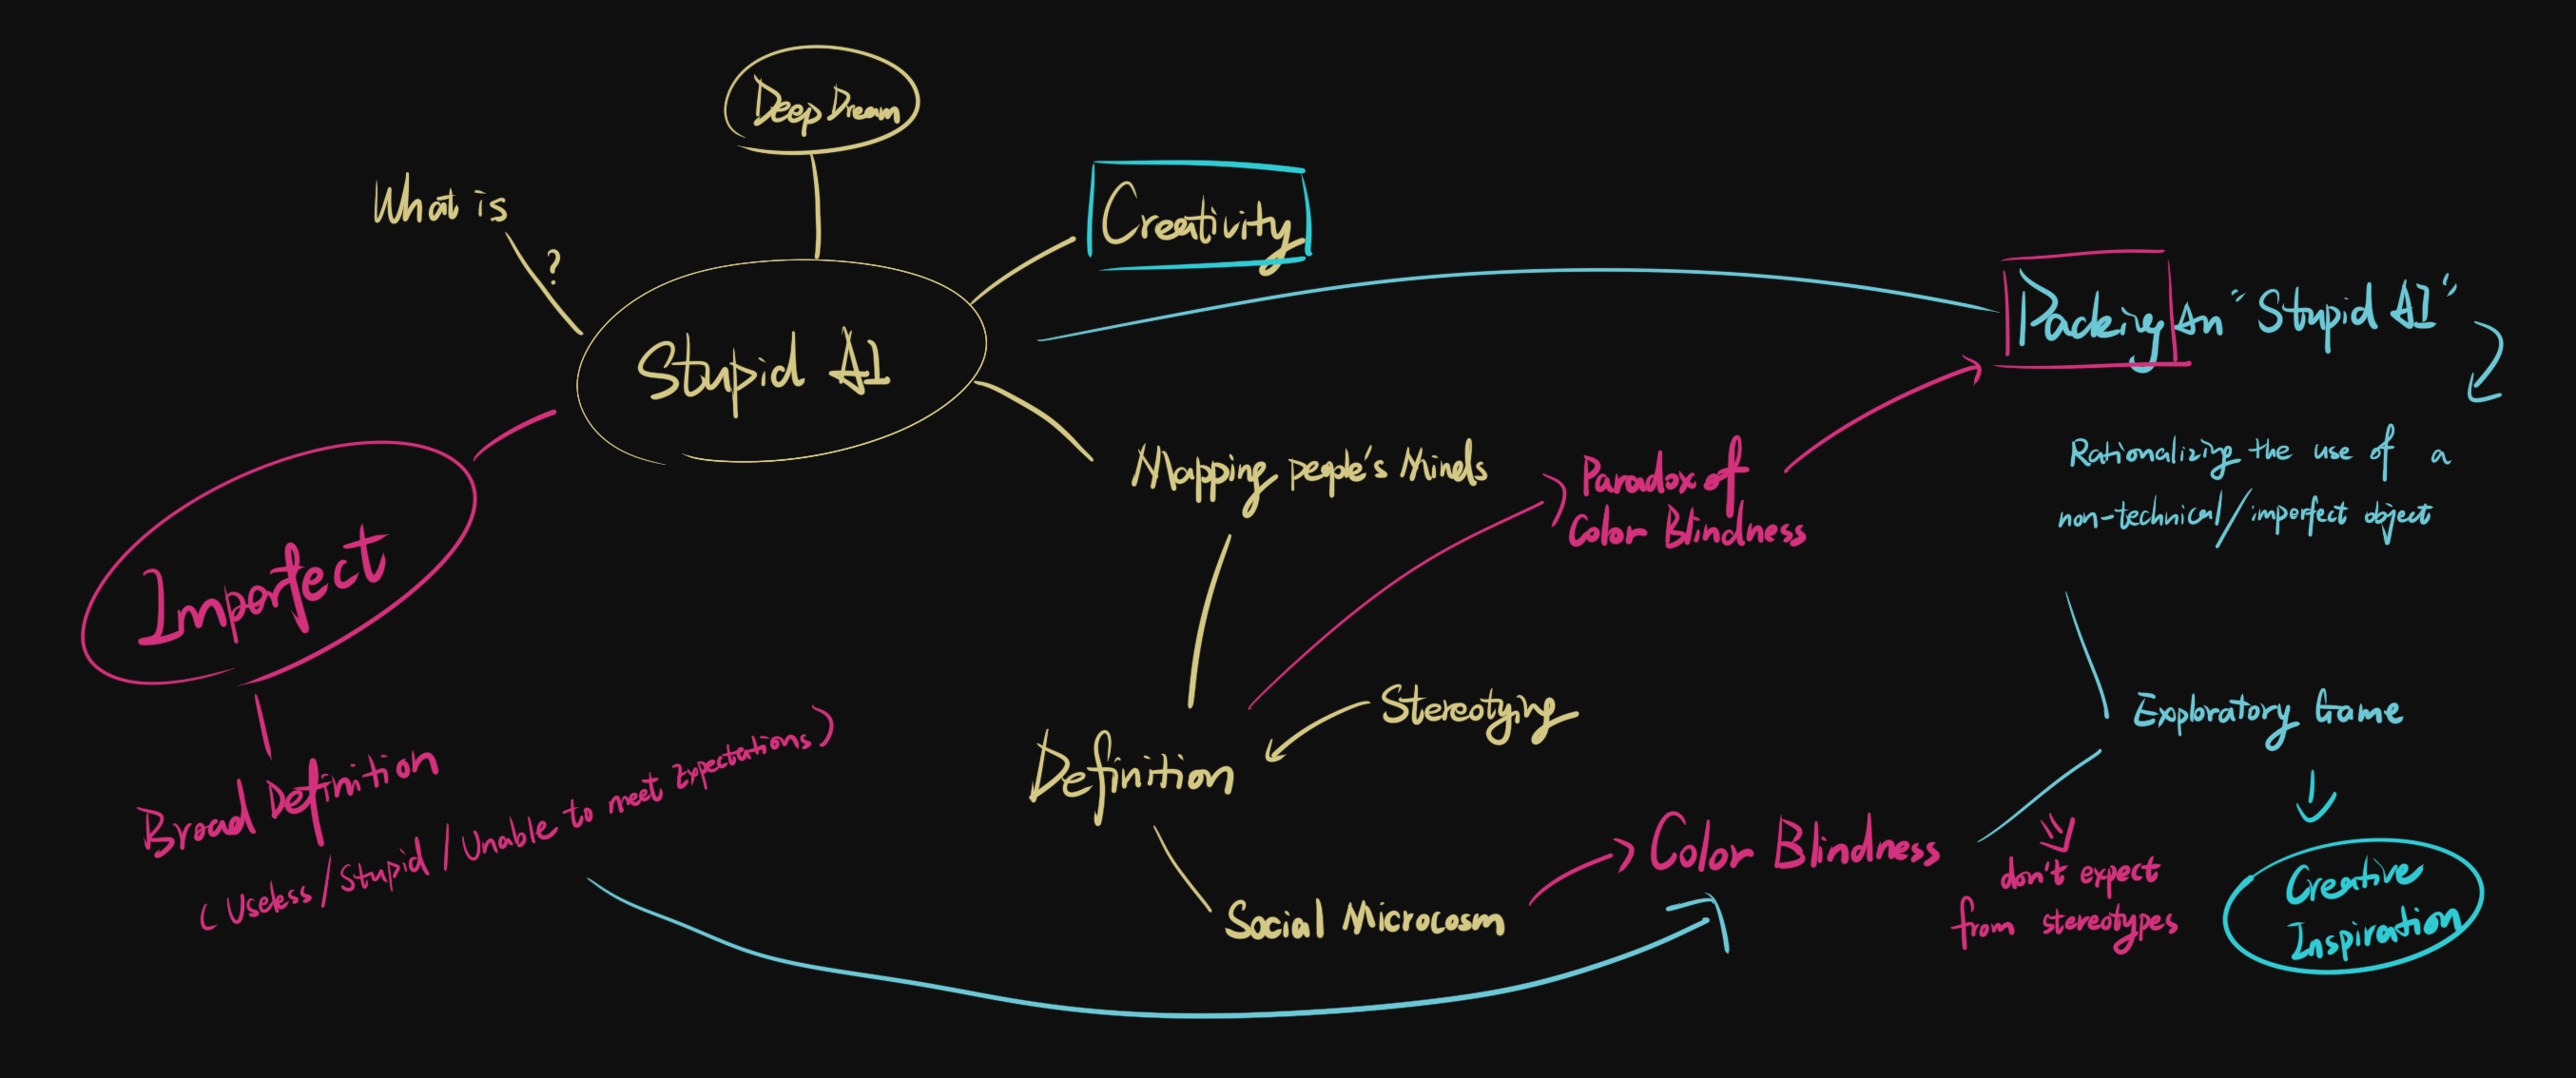 Deep Dream
What is
?
Creativity
Stupid AI
Packing An "Stupid AI"
Mapping people's Minds
Paradox of
Color Blindness
Rationalizing the use of a
non-technical/imperfect object
Imperfect
Stereotying
Exploratory Game
Definition
Broad Definition
(Useless/Stupid/Unable to meet Expectations)
Color Blindness
don't expect
from stereotypes
Creative
Inspiration
Social Microcosm